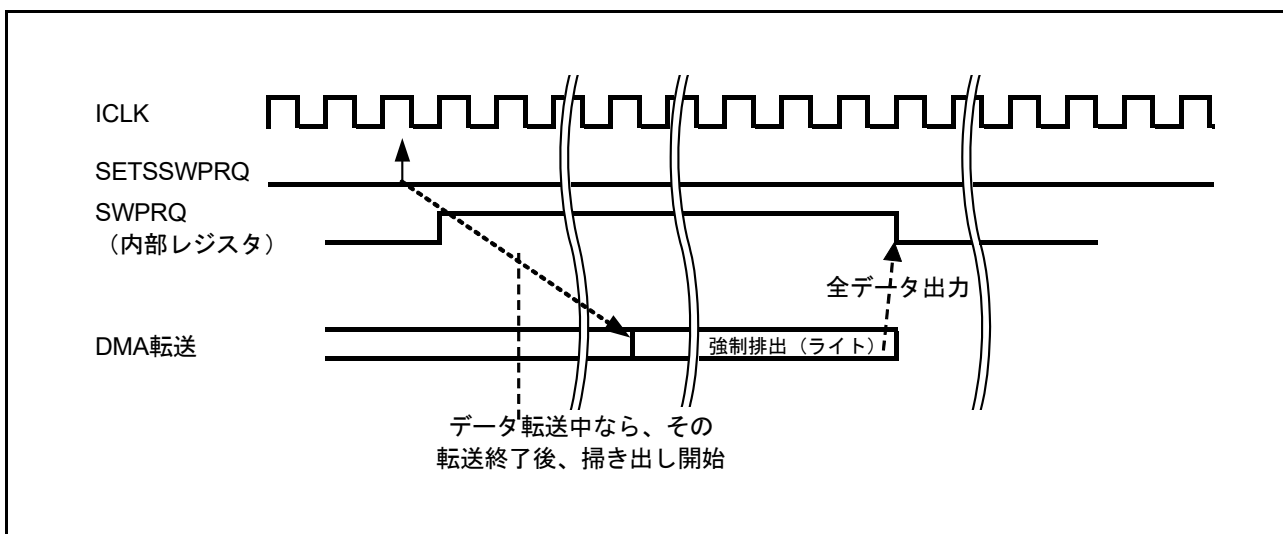 ICLK
SETSSWPRQ
SWPRQ
（内部レジスタ）
全データ出力
DMA転送
強制排出（ライト）
データ転送中なら、その
転送終了後、掃き出し開始